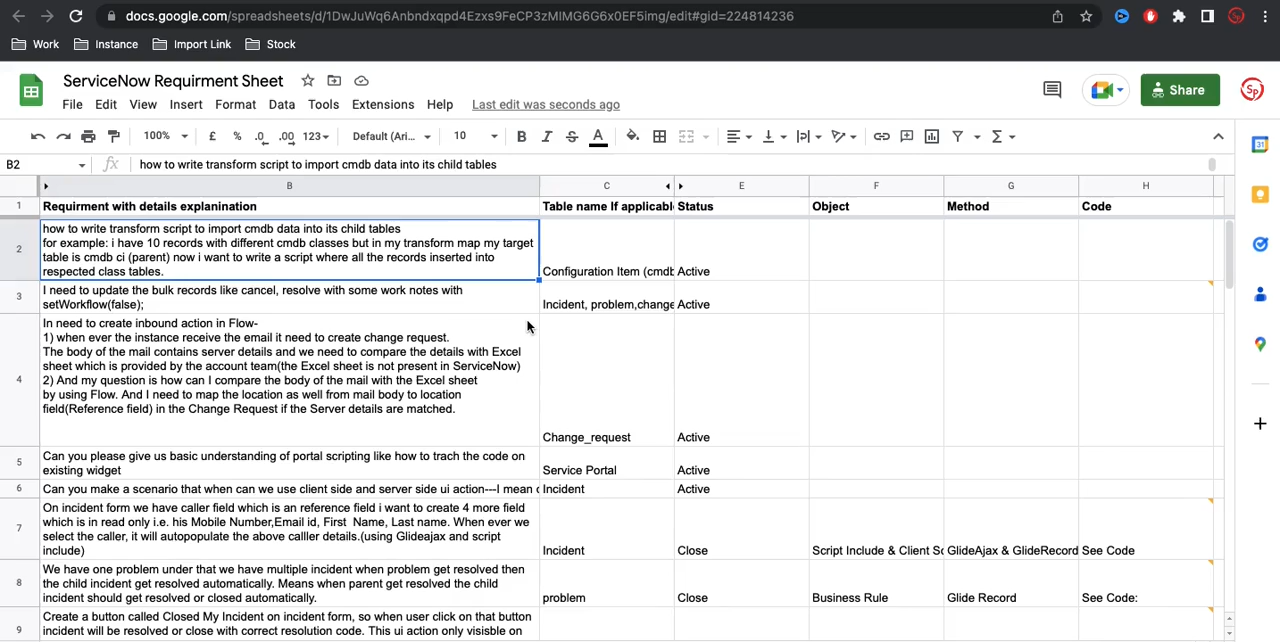 docs.google.com/spreadsheets/d/1DwJuWq6Anbndxqpd4Ezxs9FeCP3zMIMG6G6x0EF5img/edit#gid=224814236
Work Instance Import Link Stock
ServiceNow Requirment Sheet
File Edit View Insert Format Data Tools Extensions Help Last edit was seconds ago
Share
100% £ % .0 .00 123 Default (Ari... 10 B I S A
B2 fx how to write transform script to import cmdb data into its child tables
B C E F G H
1 Requirment with details explanination Table name If applicabl Status Object Method Code
2 how to write transform script to import cmdb data into its child tables
for example: i have 10 records with different cmdb classes but in my transform map my target
table is cmdb ci (parent) now i want to write a script where all the records inserted into
respected class tables. Configuration Item (cmdb Active
3 I need to update the bulk records like cancel, resolve with some work notes with
setWorkflow(false); Incident, problem,change Active
4 In need to create inbound action in Flow-
1) when ever the instance receive the email it need to create change request.
The body of the mail contains server details and we need to compare the details with Excel
sheet which is provided by the account team(the Excel sheet is not present in ServiceNow)
2) And my question is how can I compare the body of the mail with the Excel sheet
by using Flow. And I need to map the location as well from mail body to location
field(Reference field) in the Change Request if the Server details are matched.
Change_request Active
5 Can you please give us basic understanding of portal scripting like how to trach the code on
existing widget Service Portal Active
6 Can you make a scenario that when can we use client side and server side ui action---I mean Incident Active
7 On incident form we have caller field which is an reference field i want to create 4 more field
which is in read only i.e. his Mobile Number,Email id, First Name, Last name. When ever we
select the caller, it will autopopulate the above calller details.(using Glideajax and script
include) Incident Close Script Include & Client Sc GlideAjax & GlideRecord See Code
8 We have one problem under that we have multiple incident when problem get resolved then
the child incident get resolved automatically. Means when parent get resolved the child
incident should get resolved or closed automatically. problem Close Business Rule Glide Record See Code:
9 Create a button called Closed My Incident on incident form, so when user click on that button
incident will be resolved or close with correct resolution code. This ui action only visisble on